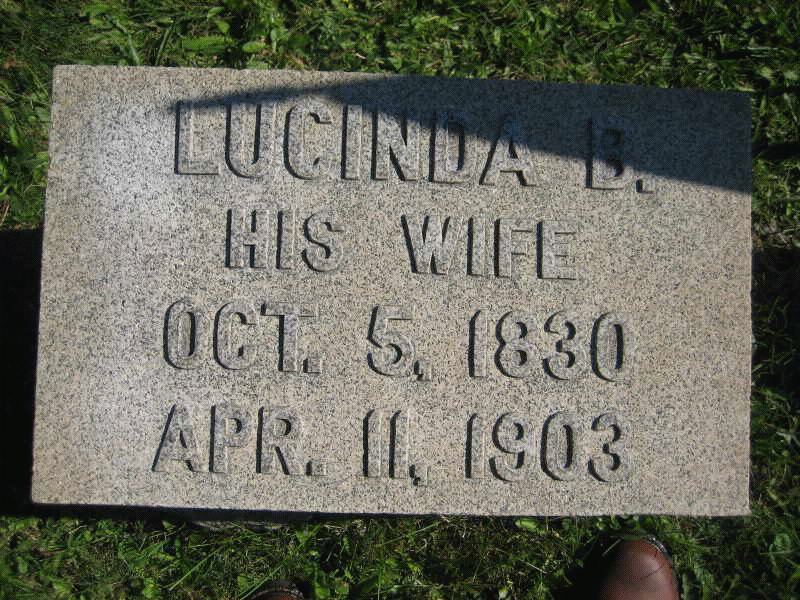 LUCINDA B.
HIS WIFE
OCT. 5, 1830
APR. 11, 1903